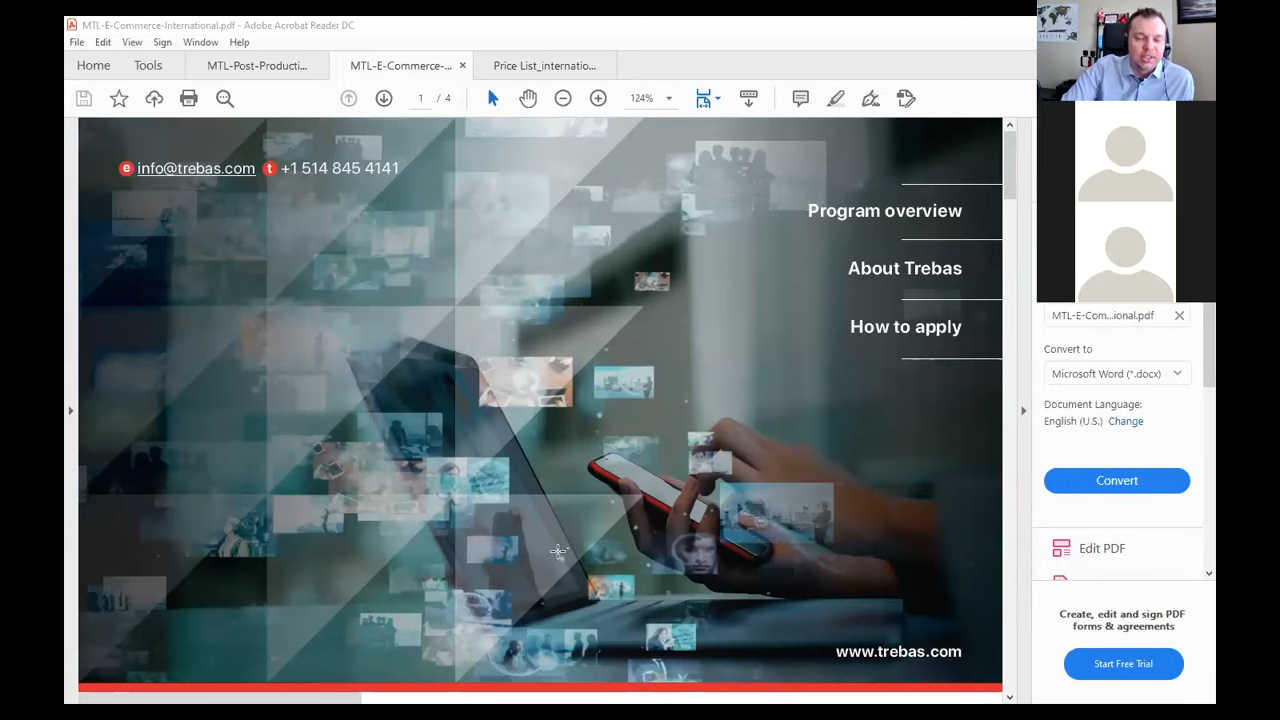 MTL-E-Commerce-International.pdf - Adobe Acrobat Reader DC
File Edit View Sign Window Help
Home Tools MTL-Post-Producti... MTL-E-Commerce-... × Price List_internatio...
1 / 4 124%
e info@trebas.com t +1 514 845 4141
Program overview
About Trebas
How to apply
www.trebas.com
MTL-E-Com...ional.pdf
Convert to
Microsoft Word (*.docx)
Document Language:
English (U.S.) Change
Convert
Edit PDF
Create, edit and sign PDF
forms & agreements
Start Free Trial